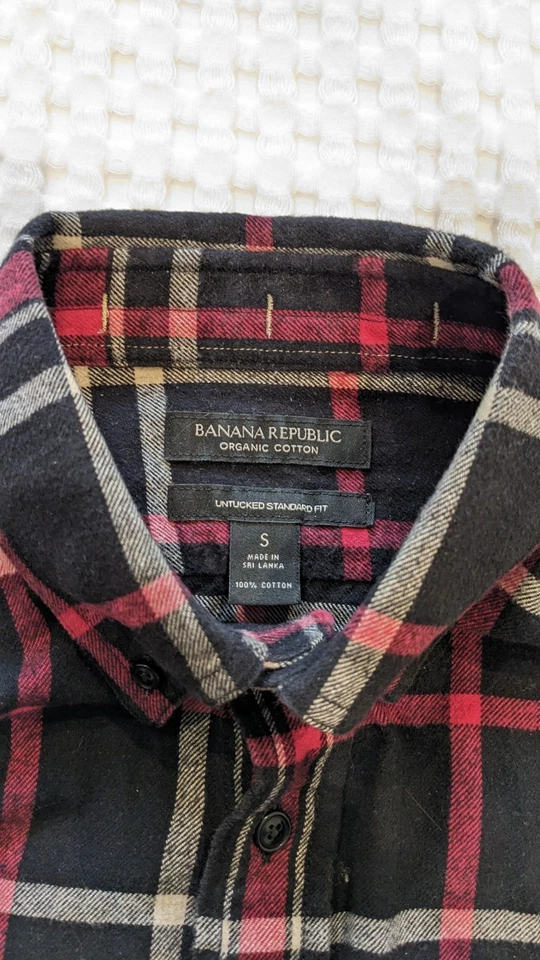 BANANA REPUBLIC
ORGANIC COTTON
UNTUCKED STANDARD FIT
S
MADE IN
SRI LANKA
100% COTTON